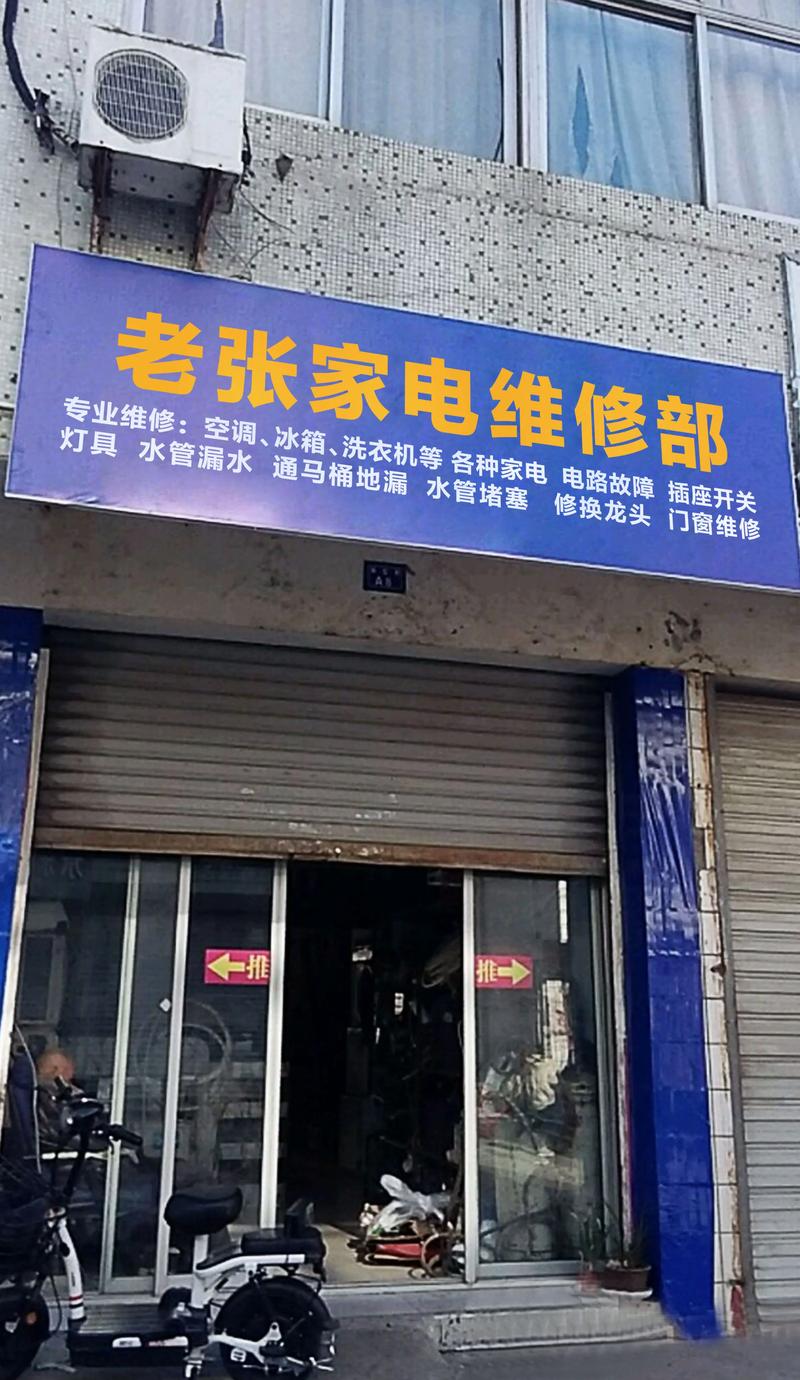 老张家电维修部
专业维修：空调、冰箱、洗衣机等 各种家电 电路故障 插座开关
灯具 水管漏水 通马桶地漏 水管堵塞 修换龙头 门窗维修
推
推